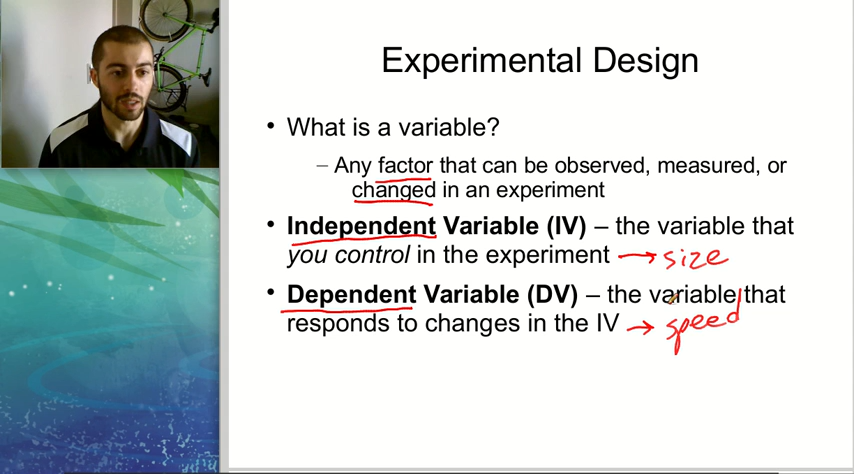 Experimental Design
• What is a variable?
– Any factor that can be observed, measured, or
changed in an experiment
• Independent Variable (IV) – the variable that
you control in the experiment → size
• Dependent Variable (DV) – the variable that
responds to changes in the IV → speed